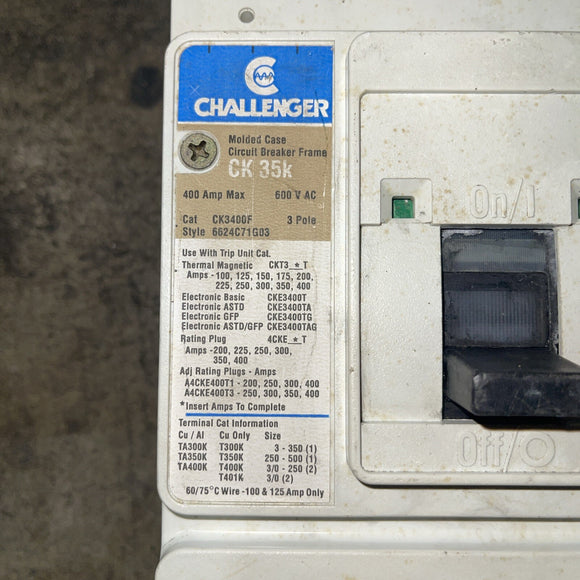 CHALLENGER
Molded Case
Circuit Breaker Frame
CK 35k
400 Amp Max 600 V AC
Cat CK3400F 3 Pole
Style 6624C71G03
Use With Trip Unit Cat.
Thermal Magnetic CKT3 * T
Amps -100, 125, 150, 175, 200,
225, 250, 300, 350, 400
Electronic Basic CKE3400T
Electronic ASTD CKE3400TA
Electronic GFP CKE3400TG
Electronic ASTD/GFP CKE3400TAG
Rating Plug 4CKE * T
Amps -200, 225, 250, 300,
350, 400
Adj Rating Plugs - Amps
A4CKE400T1 - 200, 250, 300, 400
A4CKE400T3 - 250, 300, 350, 400
*Insert Amps To Complete
Terminal Cat Information
Cu / Al Cu Only Size
TA300K T300K 3 - 350 (1)
TA350K T350K 250 - 500 (1)
TA400K T400K 3/0 - 250 (2)
T401K 3/0 (2)
60/75°C Wire -100 & 125 Amp Only
On/I
Off/O